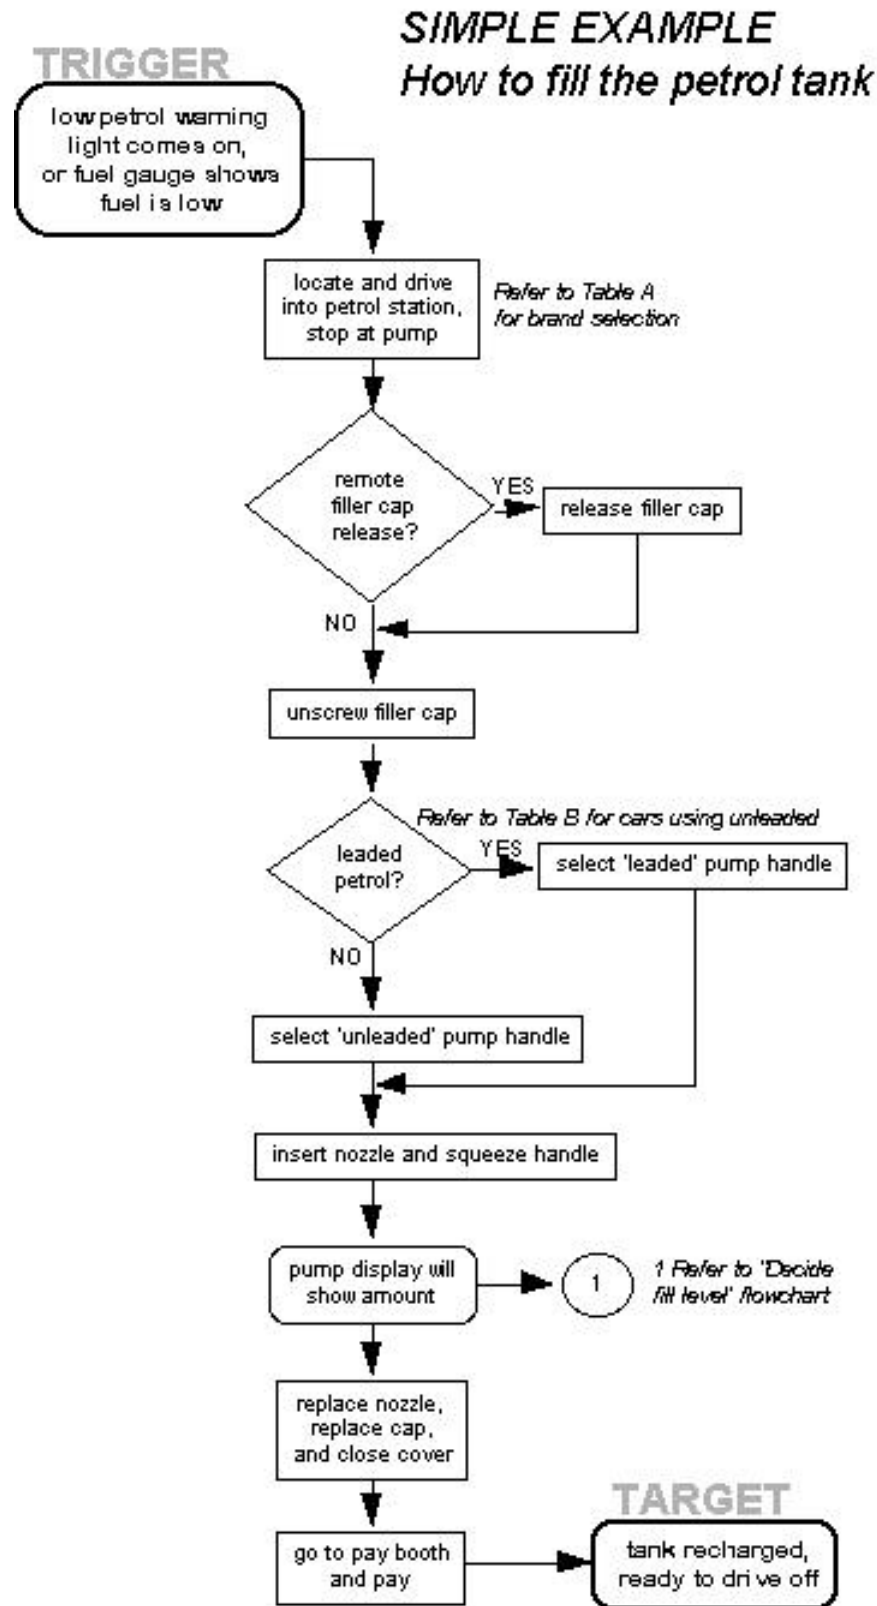 SIMPLE EXAMPLE
How to fill the petrol tank
TRIGGER
low petrol warning
light comes on,
or fuel gauge shows
fuel is low
locate and drive
into petrol station,
stop at pump
Refer to Table A
for brand selection
remote
filler cap
release?
YES
release filler cap
NO
unscrew filler cap
Refer to Table B for cars using unleaded
leaded
petrol?
YES
select 'leaded' pump handle
NO
select 'unleaded' pump handle
insert nozzle and squeeze handle
pump display will
show amount
1
1 Refer to 'Decide
fill level' flowchart
replace nozzle,
replace cap,
and close cover
TARGET
go to pay booth
and pay
tank recharged,
ready to drive off